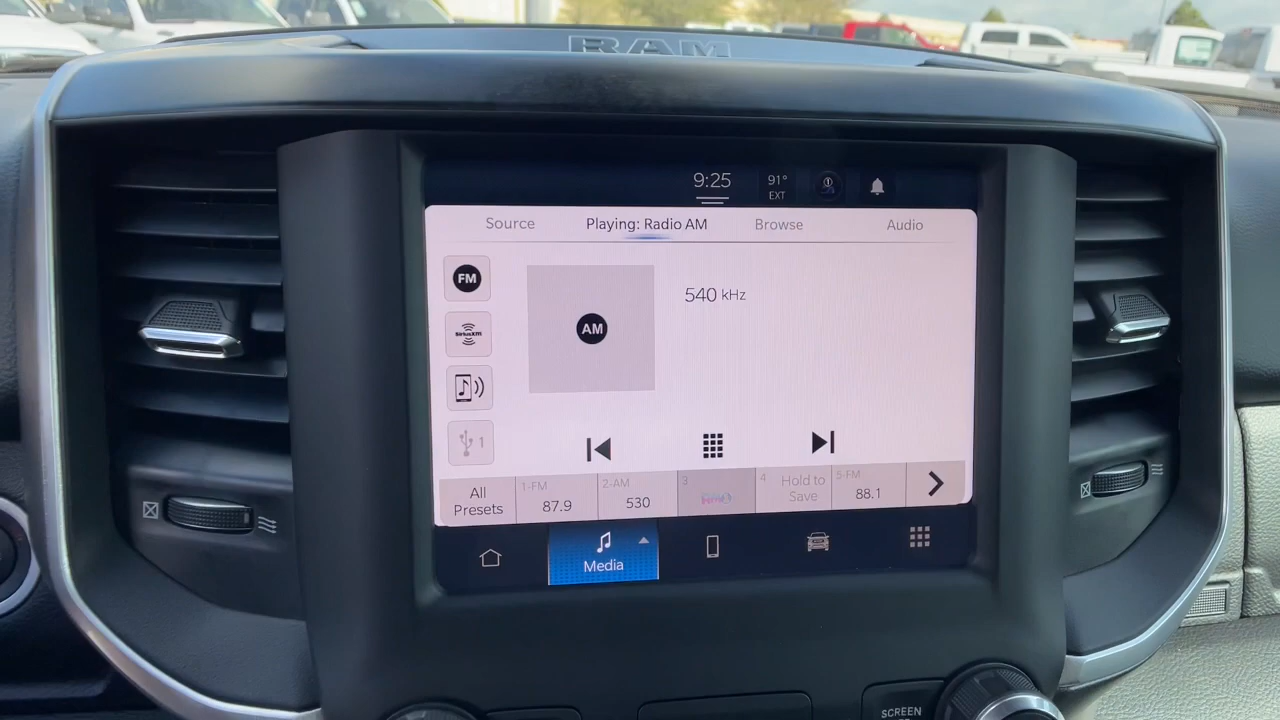 RAM
9:25
91°
EXT
Source
Playing: Radio AM
Browse
Audio
FM
AM
540 kHz
SiriusXM
1
All
Presets
1-FM
87.9
2-AM
530
3
4
Hold to
Save
5-FM
88.1
Media
SCREEN